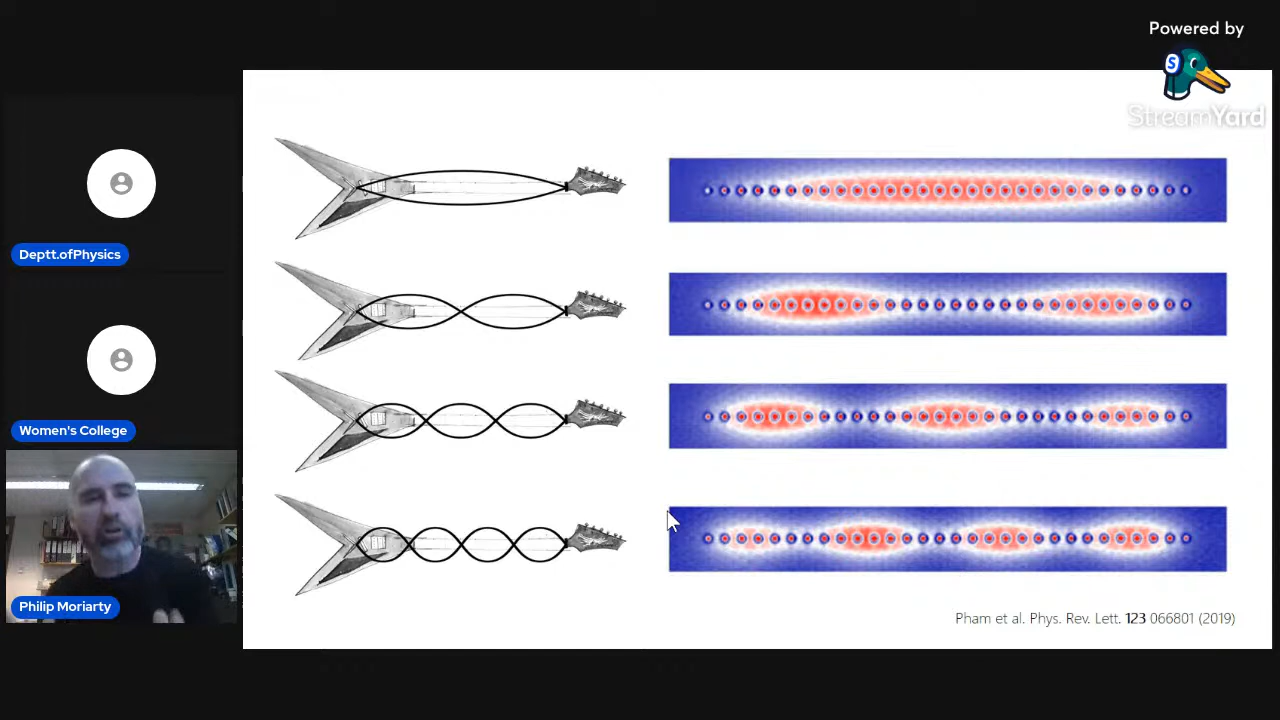 Powered by
S
StreamYard
Deptt.ofPhysics
Women's College
Philip Moriarty
Pham et al. Phys. Rev. Lett. 123 066801 (2019)